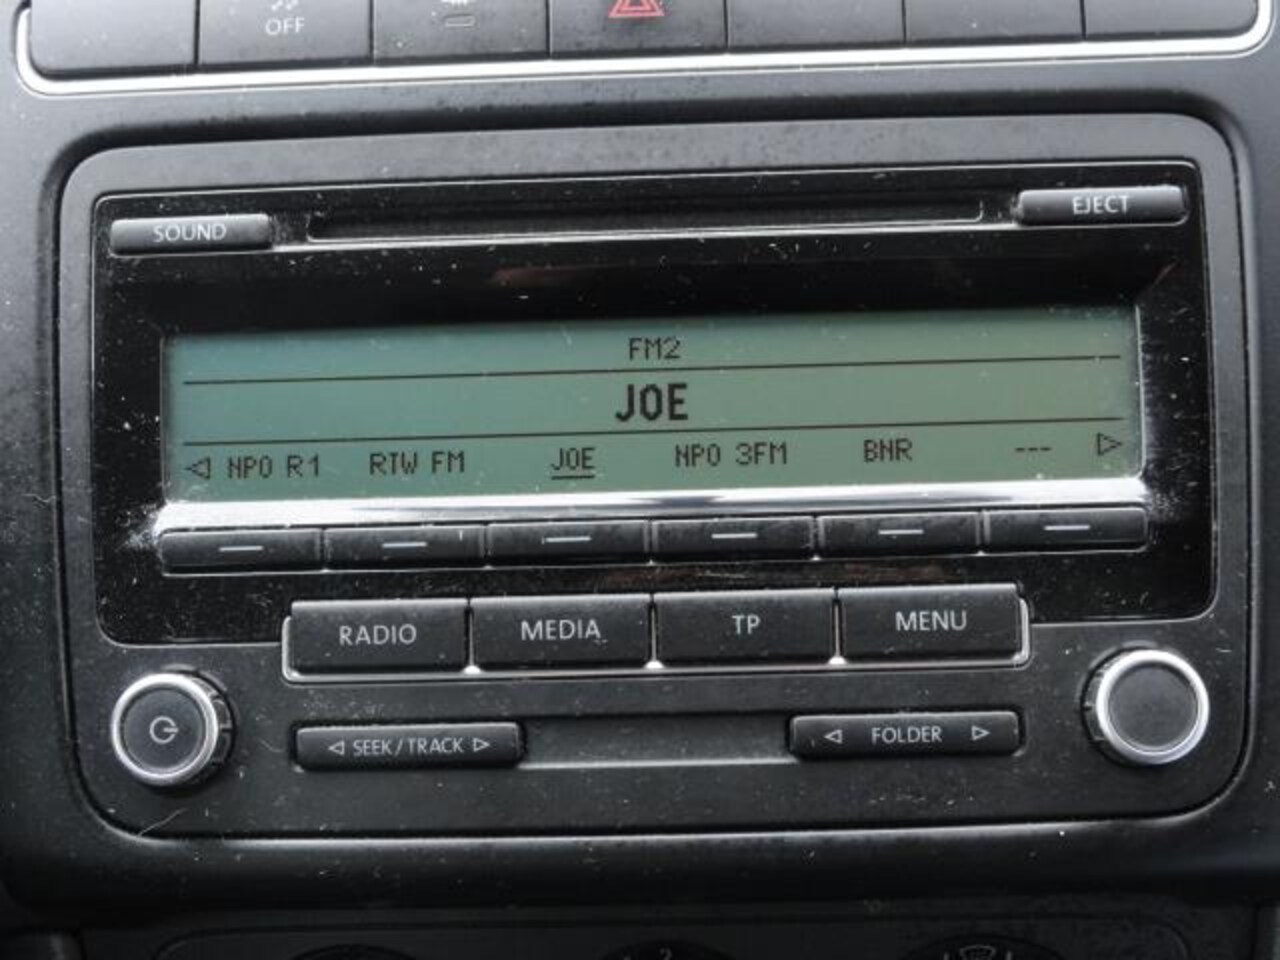 OFF
SOUND
EJECT
FM2
JOE
NPO R1 RTW FM JOE NPO 3FM BNR ---
RADIO MEDIA TP MENU
SEEK / TRACK
FOLDER